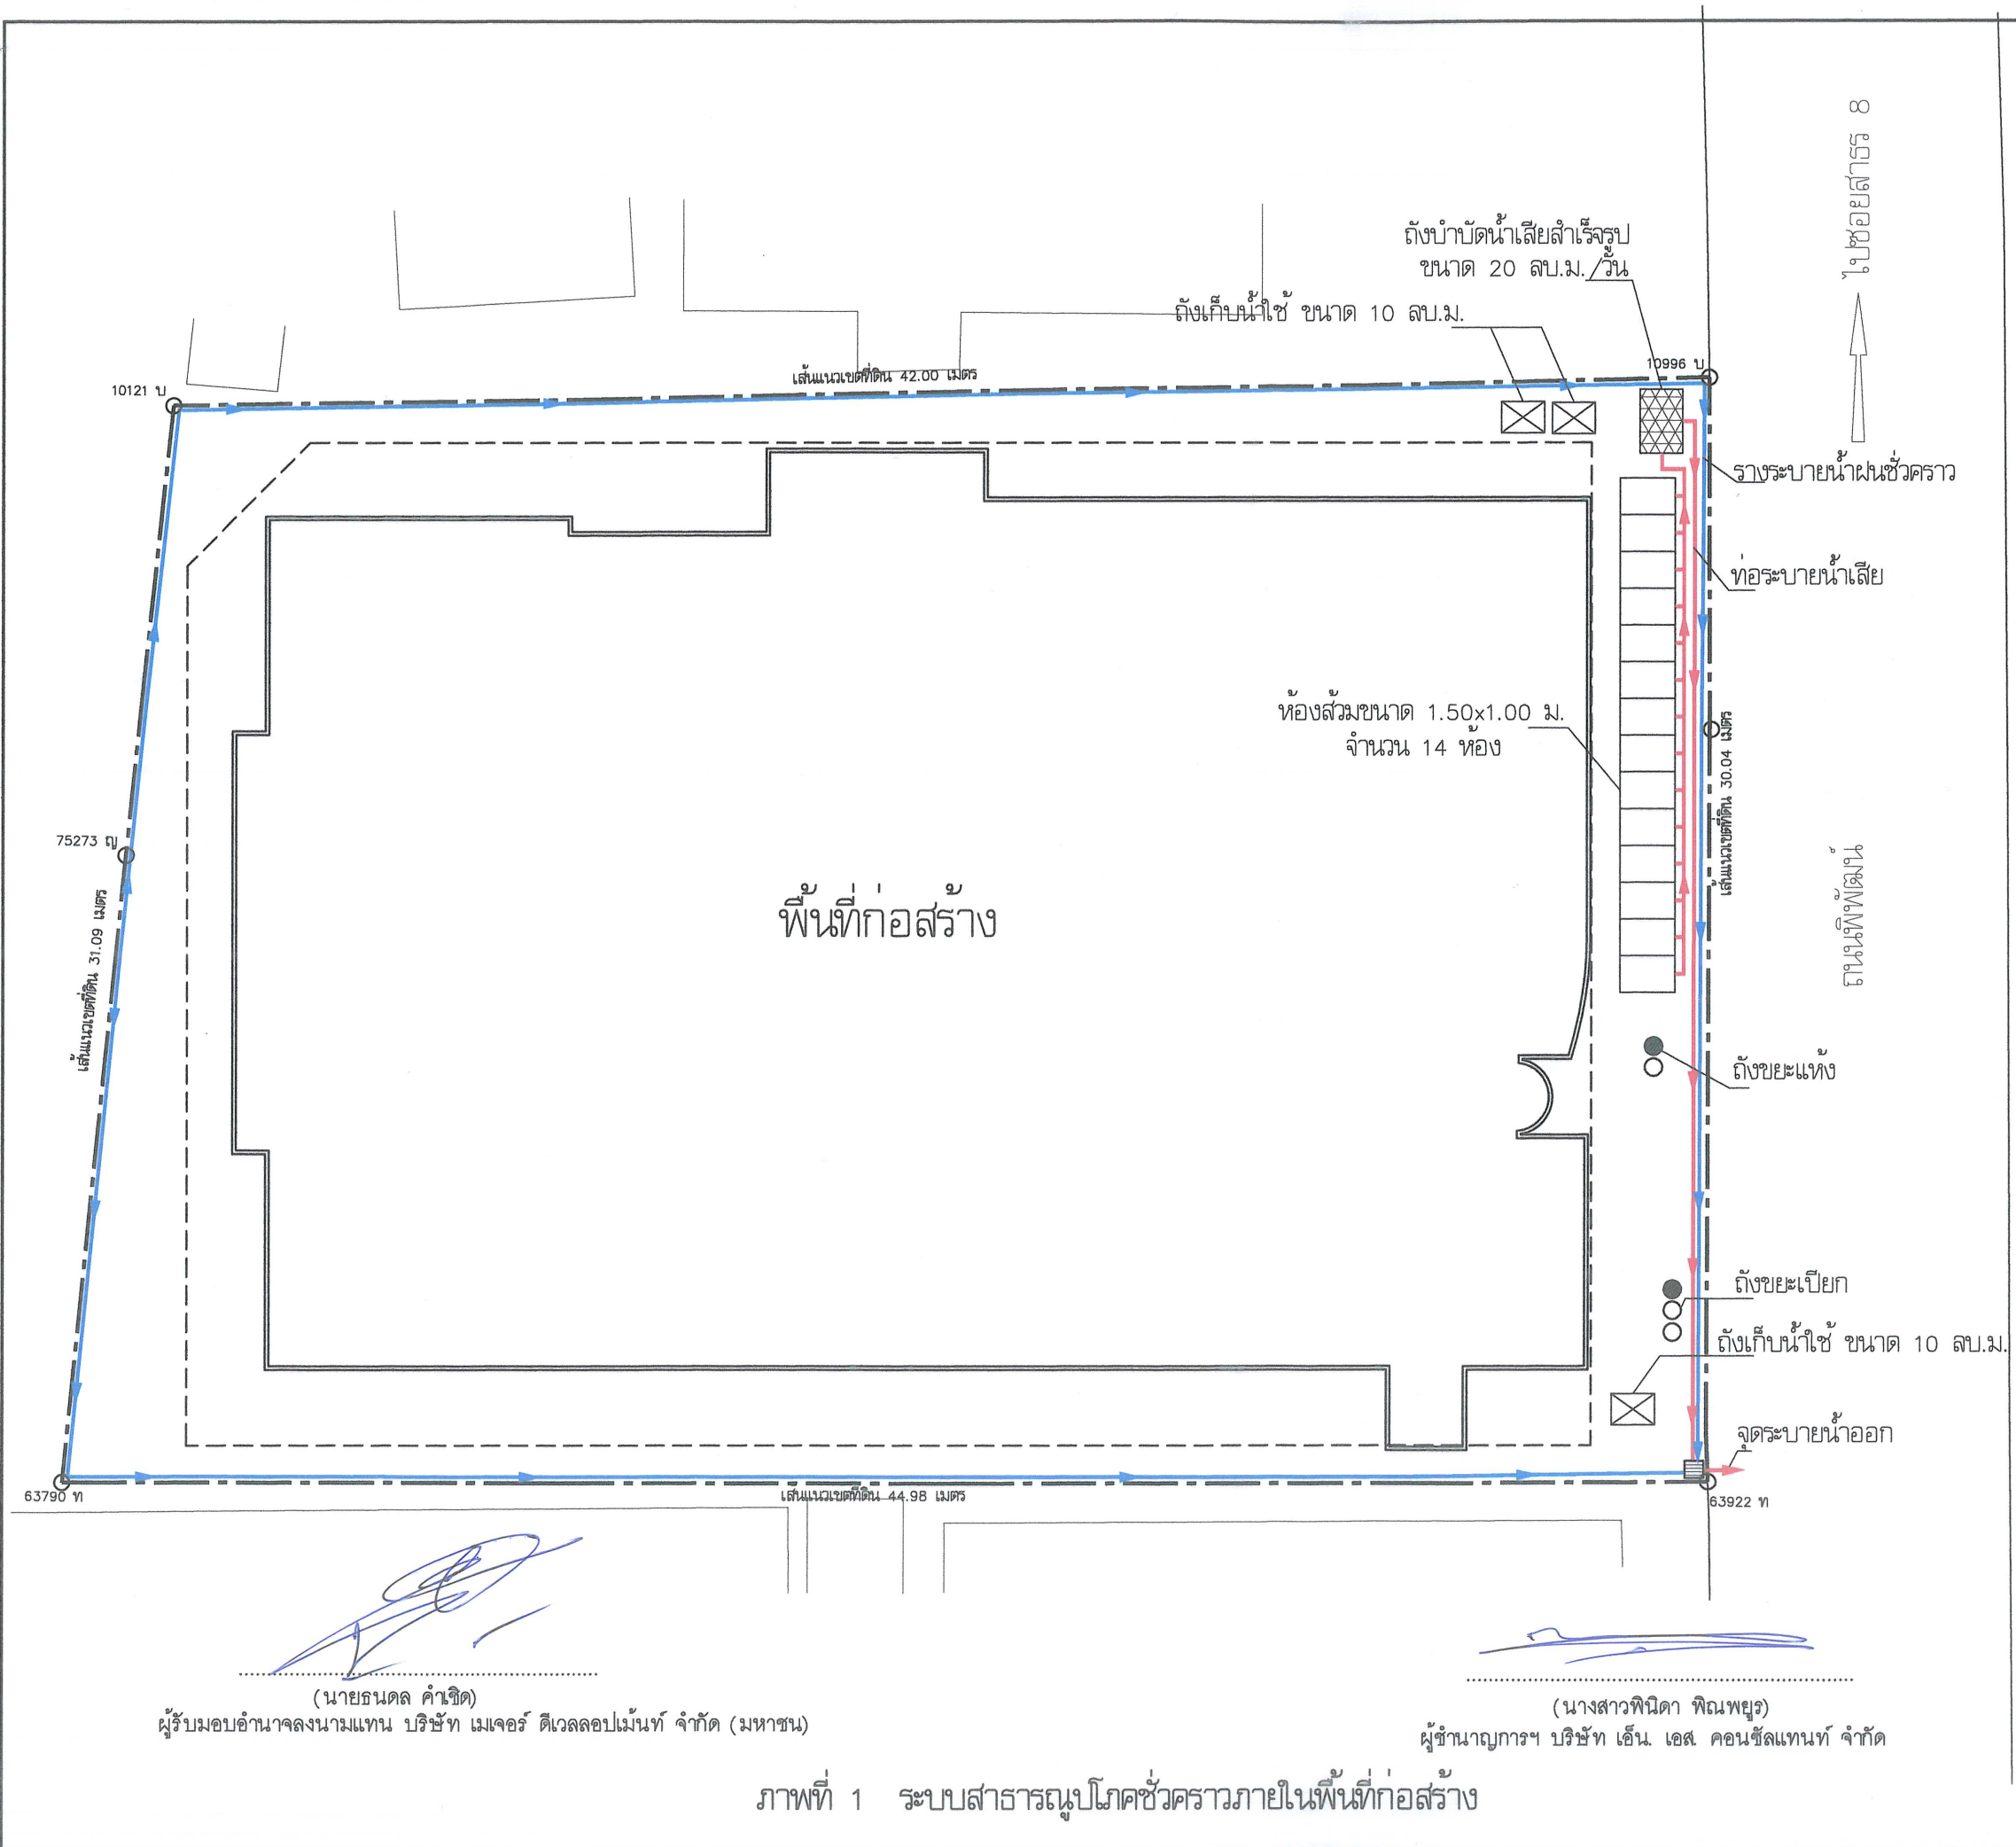 ไปซอยสาธร 8
ถังบำบัดน้ำเสียสำเร็จรูป
ขนาด 20 ลบ.ม./วัน
ถังเก็บน้ำใช้ ขนาด 10 ลบ.ม.
เส้นแนวเขตที่ดิน 42.00 เมตร
10996 บ
10121 บ
รางระบายน้ำฝนชั่วคราว
ท่อระบายน้ำเสีย
ห้องส้วมขนาด 1.50x1.00 ม.
จำนวน 14 ห้อง
เส้นแนวเขตที่ดิน 30.04 เมตร
75273 ญ
เส้นแนวเขตที่ดิน 31.09 เมตร
พื้นที่ก่อสร้าง
ถนนพิพัฒน์
ถังขยะแห้ง
ถังขยะเปียก
ถังเก็บน้ำใช้ ขนาด 10 ลบ.ม.
จุดระบายน้ำออก
63790 ท
เส้นแนวเขตที่ดิน 44.98 เมตร
63922 ท
(นายธนดล คำเชิด)
ผู้รับมอบอำนาจลงนามแทน บริษัท เมเจอร์ ดีเวลลอปเม้นท์ จำกัด (มหาชน)
(นางสาวพินิดา พิณพยูร)
ผู้ชำนาญการฯ บริษัท เอ็น. เอส. คอนซัลแทนท์ จำกัด
ภาพที่ 1 ระบบสาธารณูปโภคชั่วคราวภายในพื้นที่ก่อสร้าง